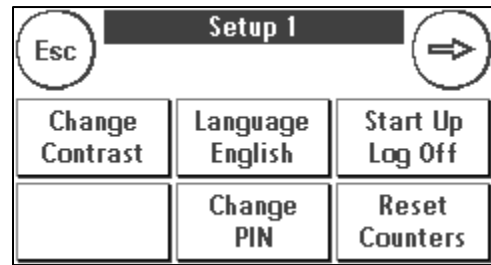 Esc
Setup 1
Change
Contrast
Language
English
Start Up
Log Off
Change
PIN
Reset
Counters